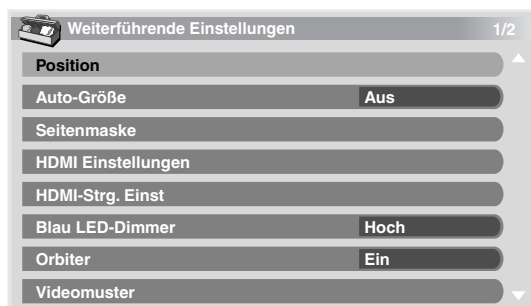 Weiterführende Einstellungen 1/2
Position
Auto-Größe Aus
Seitenmaske
HDMI Einstellungen
HDMI-Strg. Einst
Blau LED-Dimmer Hoch
Orbiter Ein
Videomuster